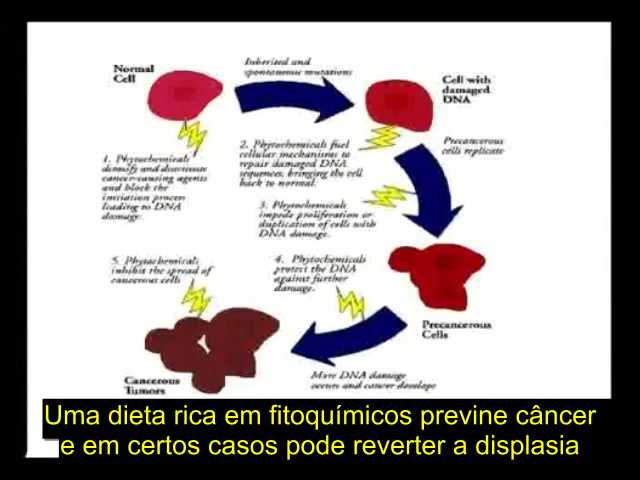 Normal
Cell
Inherited and
spontaneous mutations
Cell with
damaged
DNA
1. Phytochemicals
detoxify and deactivate
cancer-causing agents
and block the
initiation process
leading to DNA
damage.
2. Phytochemicals fuel
cellular mechanisms to
repair damaged DNA
sequences, bringing the cell
back to normal.
Precancerous
cells replicate
3. Phytochemicals
impede proliferation or
duplication of cells with
DNA damage.
5. Phytochemicals
inhibit the spread of
cancerous cells
4. Phytochemicals
protect the DNA
against further
damage.
Precancerous
Cells
Cancerous
Tumors
More DNA damage
occurs and cancer develops
Uma dieta rica em fitoquímicos previne câncer
e em certos casos pode reverter a displasia